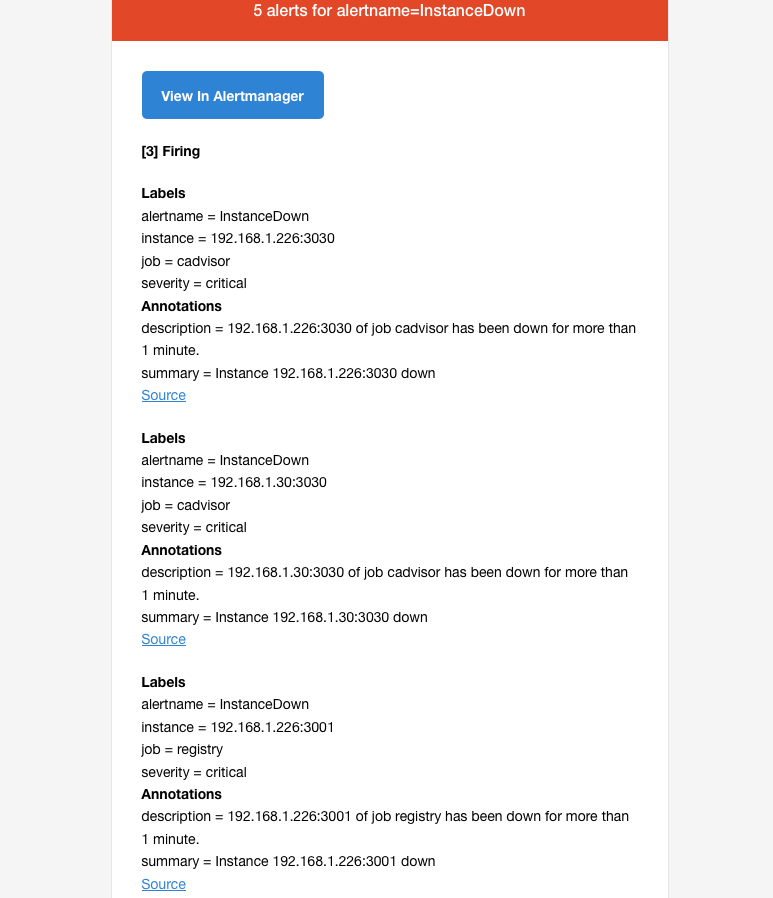 5 alerts for alertname=InstanceDown
View In Alertmanager
[3] Firing
Labels
alertname = InstanceDown
instance = 192.168.1.226:3030
job = cadvisor
severity = critical
Annotations
description = 192.168.1.226:3030 of job cadvisor has been down for more than
1 minute.
summary = Instance 192.168.1.226:3030 down
Source
Labels
alertname = InstanceDown
instance = 192.168.1.30:3030
job = cadvisor
severity = critical
Annotations
description = 192.168.1.30:3030 of job cadvisor has been down for more than
1 minute.
summary = Instance 192.168.1.30:3030 down
Source
Labels
alertname = InstanceDown
instance = 192.168.1.226:3001
job = registry
severity = critical
Annotations
description = 192.168.1.226:3001 of job registry has been down for more than
1 minute.
summary = Instance 192.168.1.226:3001 down
Source